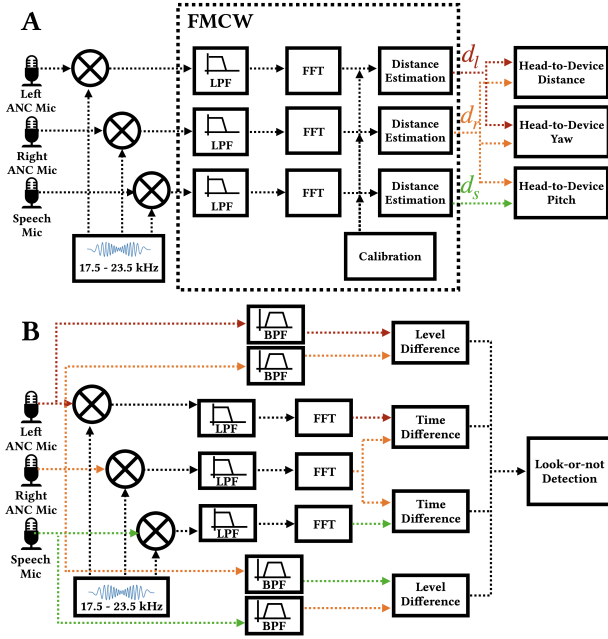 A
FMCW
Left
ANC Mic
LPF
FFT
Distance
Estimation
d_l
Head-to-Device
Distance
Right
ANC Mic
LPF
FFT
Distance
Estimation
d_r
Head-to-Device
Yaw
Speech
Mic
LPF
FFT
Distance
Estimation
d_s
Head-to-Device
Pitch
17.5 - 23.5 kHz
Calibration
B
BPF
BPF
Level
Difference
Left
ANC Mic
LPF
FFT
Time
Difference
Right
ANC Mic
LPF
FFT
Look-or-not
Detection
Speech
Mic
LPF
FFT
Time
Difference
17.5 - 23.5 kHz
BPF
BPF
Level
Difference